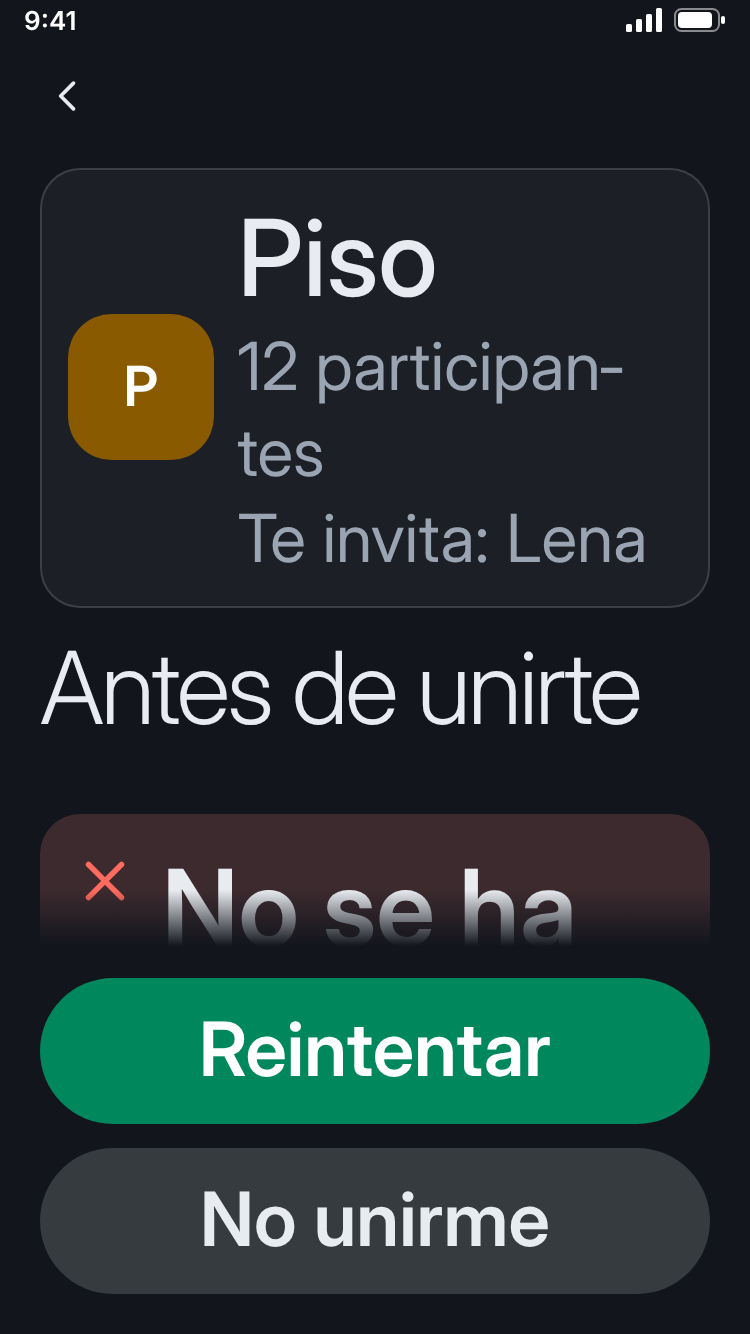 9:41
Piso
P
12 participan-
tes
Te invita: Lena
Antes de unirte
No se ha
Reintentar
No unirme